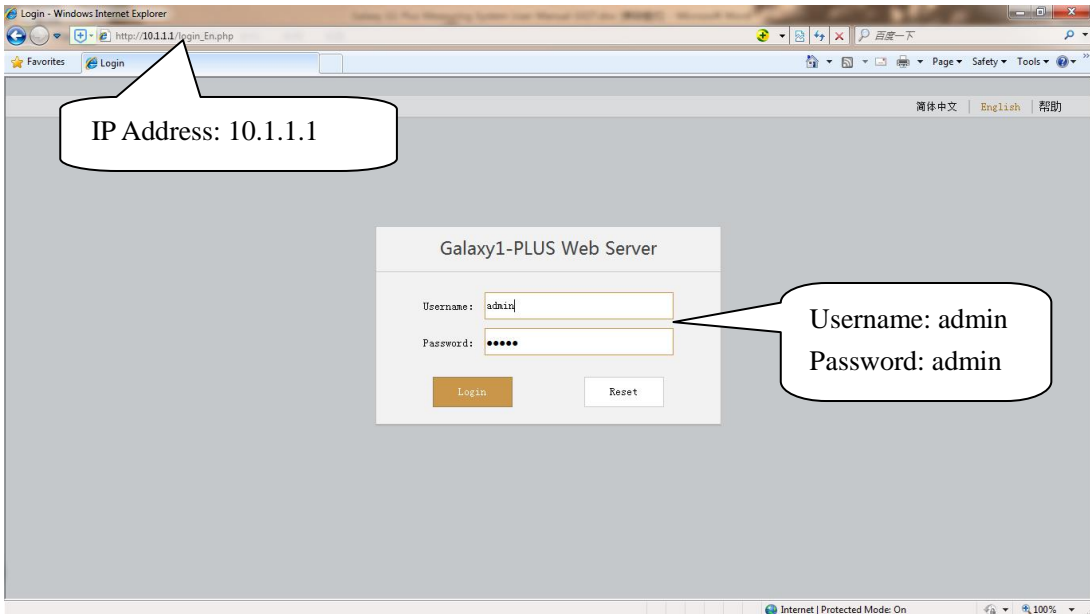 Login - Windows Internet Explorer
http://10.1.1.1/login_En.php
百度一下
Favorites
Login
Page
Safety
Tools
简体中文 | English | 帮助
IP Address: 10.1.1.1
Galaxy1-PLUS Web Server
Username: admin
Password: •••••
Login
Reset
Username: admin
Password: admin
Internet | Protected Mode: On
100%